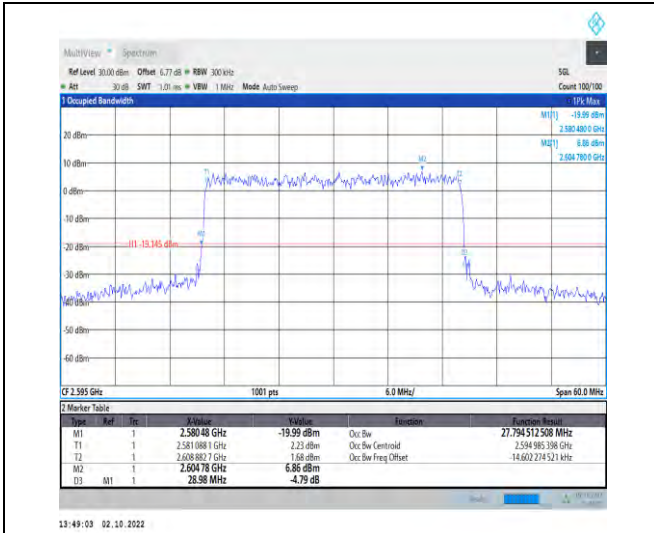 MultiView Spectrum
Ref Level 30.00 dBm Offset 6.77 dB RBW 300 kHz SGL
Att 30 dB SWT 1.01 ms VBW 1 MHz Mode Auto Sweep Count 100/100
1 Occupied Bandwidth 1Pk Max
M1[1] -19.99 dBm
2.580 480 0 GHz
M2[1] 6.86 dBm
2.604 780 0 GHz
20 dBm
10 dBm
M2
T1 T2
0 dBm
-10 dBm
-20 dBm
H1 -19.145 dBm
-30 dBm
-50 dBm
-60 dBm
CF 2.595 GHz 1001 pts 6.0 MHz/ Span 60.0 MHz
2 Marker Table
Type Ref Trc X-Value Y-Value Function Function Result
M1 1 2.58048 GHz -19.99 dBm Occ Bw 27.794 512 508 MHz
T1 1 2.581 088 1 GHz 2.23 dBm Occ Bw Centroid 2.594 985 398 GHz
T2 1 2.608 882 7 GHz 1.68 dBm Occ Bw Freq Offset -14.602 274 521 kHz
M2 1 2.60478 GHz 6.86 dBm
D3 M1 1 28.98 MHz -4.79 dB
13:49:03 02.10.2022